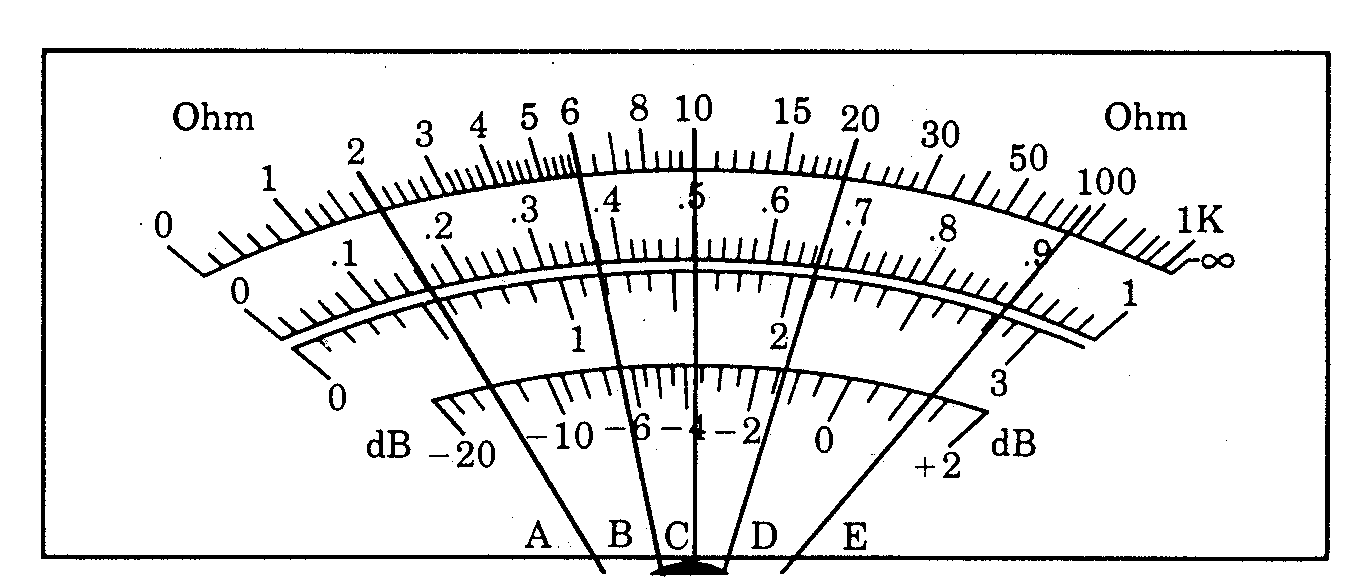 Ohm 0 1 2 3 4 5 6 8 10 15 20 30 50 100 1K ∞ Ohm
0 .1 .2 .3 .4 .5 .6 .7 .8 .9 1
0 1 2 3
dB −20 −10 −6 −4 −2 0 +2 dB
A B C D E